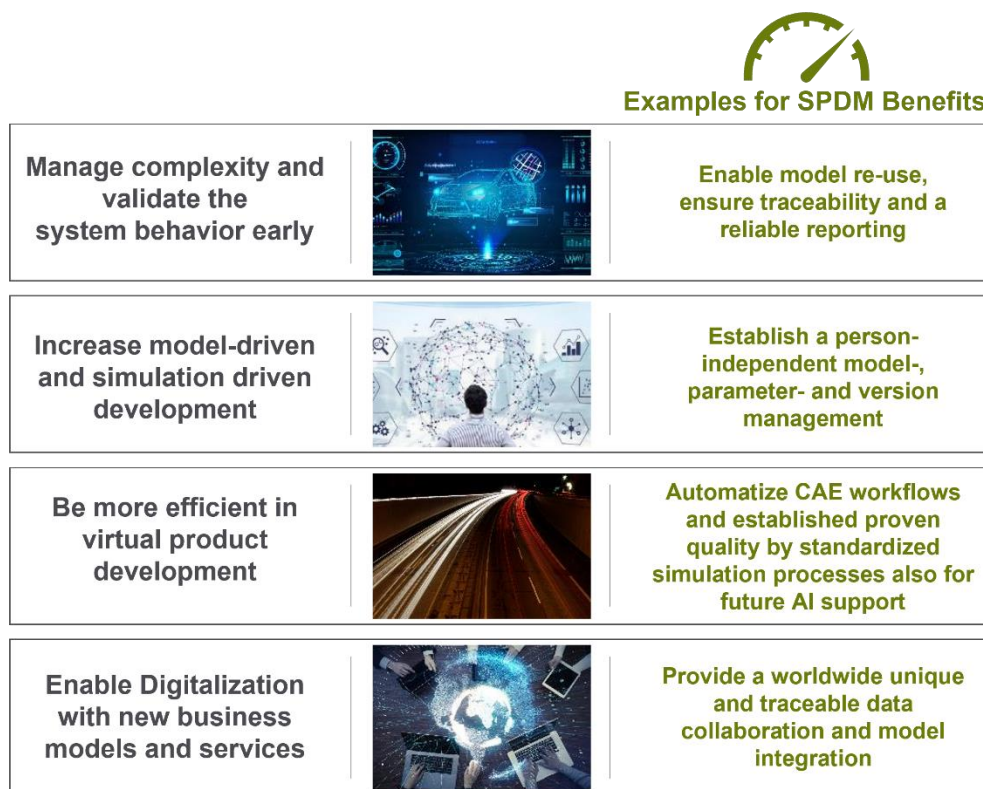 Examples for SPDM Benefits
Manage complexity and
validate the
system behavior early
Enable model re-use,
ensure traceability and a
reliable reporting
Increase model-driven
and simulation driven
development
Establish a person-
independent model-,
parameter- and version
management
Be more efficient in
virtual product
development
Automatize CAE workflows
and established proven
quality by standardized
simulation processes also for
future AI support
Enable Digitalization
with new business
models and services
Provide a worldwide unique
and traceable data
collaboration and model
integration